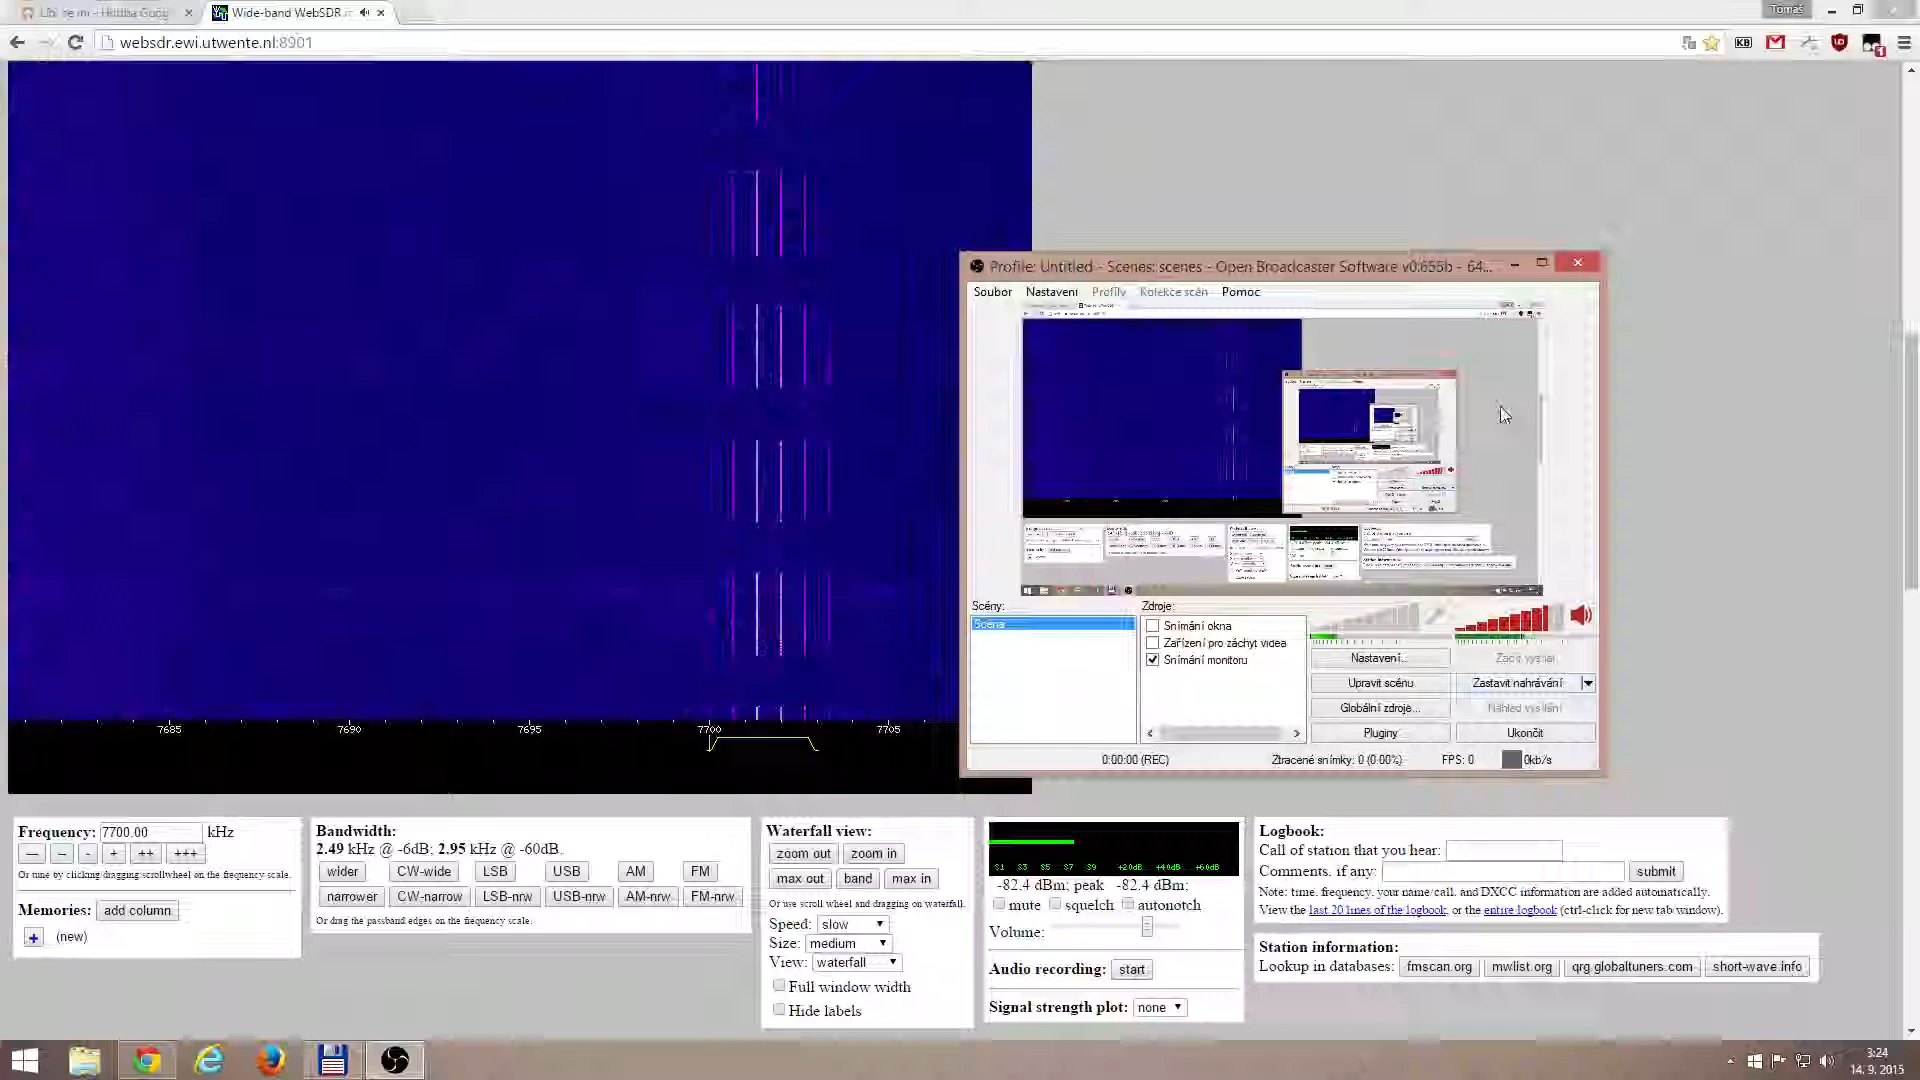 Wide-band WebSDR
Tomáš
websdr.ewi.utwente.nl:8901
KB
Profile: Untitled - Scenes: scenes - Open Broadcaster Software v0.655b - 64...
Soubor Nastavení Profily Kolekce scén Pomoc
Scény: Zdroje:
Scéna
Snímání okna
Zařízení pro záchyt videa
Snímání monitoru
Nastavení...
Upravit scénu Zastavit nahrávání
Globální zdroje... Náhled vysílání
Pluginy Ukončit
0:00:00 (REC) Ztracené snímky: 0 (0.00%) FPS: 0 0kb/s
7685 7690 7695 7700 7705
Frequency: 7700.00 kHz
--- -- - + ++ +++
Or tune by clicking/dragging/scrollwheel on the frequency scale.
Memories: add column
+ (new)
Bandwidth:
2.49 kHz @ -6dB; 2.95 kHz @ -60dB.
wider CW-wide LSB USB AM FM
narrower CW-narrow LSB-nrw USB-nrw AM-nrw FM-nrw
Or drag the passband edges on the frequency scale.
Waterfall view:
zoom out zoom in
max out band max in
Or use scroll wheel and dragging on waterfall.
Speed: slow
Size: medium
View: waterfall
Full window width
Hide labels
S1 S3 S5 S7 S9 +20dB +40dB +60dB
-82.4 dBm; peak -82.4 dBm;
mute squelch autonotch
Volume:
Audio recording: start
Signal strength plot: none
Logbook:
Call of station that you hear:
Comments, if any: submit
Note: time, frequency, your name/call, and DXCC information are added automatically.
View the last 20 lines of the logbook, or the entire logbook (ctrl-click for new tab/window).
Station information:
Lookup in databases: fmscan.org mwlist.org qrg.globaltuners.com short-wave.info
3:24
14. 9. 2015